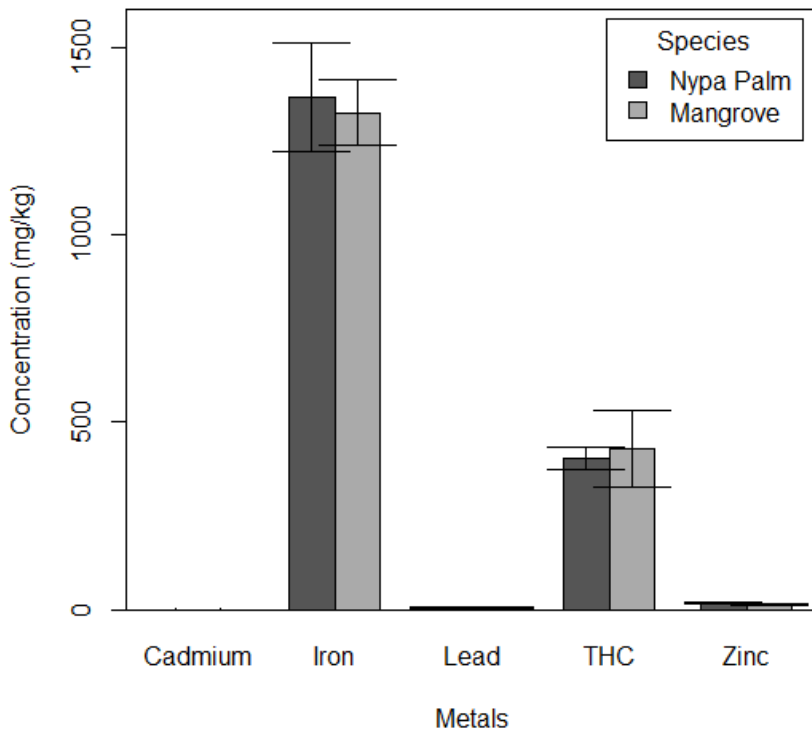 Species
Nypa Palm
Mangrove
Concentration (mg/kg)
1500
1000
500
0
Cadmium Iron Lead THC Zinc
Metals